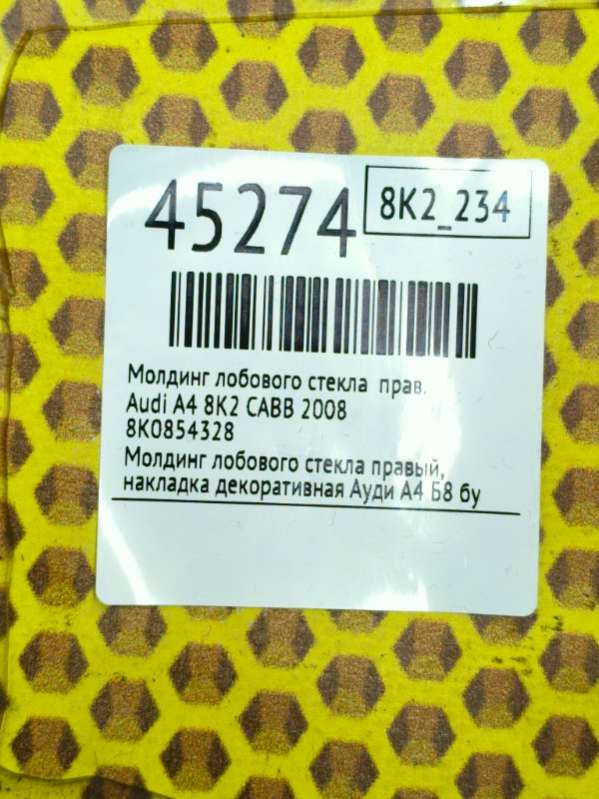 45274
8K2_234
Молдинг лобового стекла прав.
Audi A4 8K2 CABB 2008
8K0854328
Молдинг лобового стекла правый,
накладка декоративная Ауди А4 Б8 бу